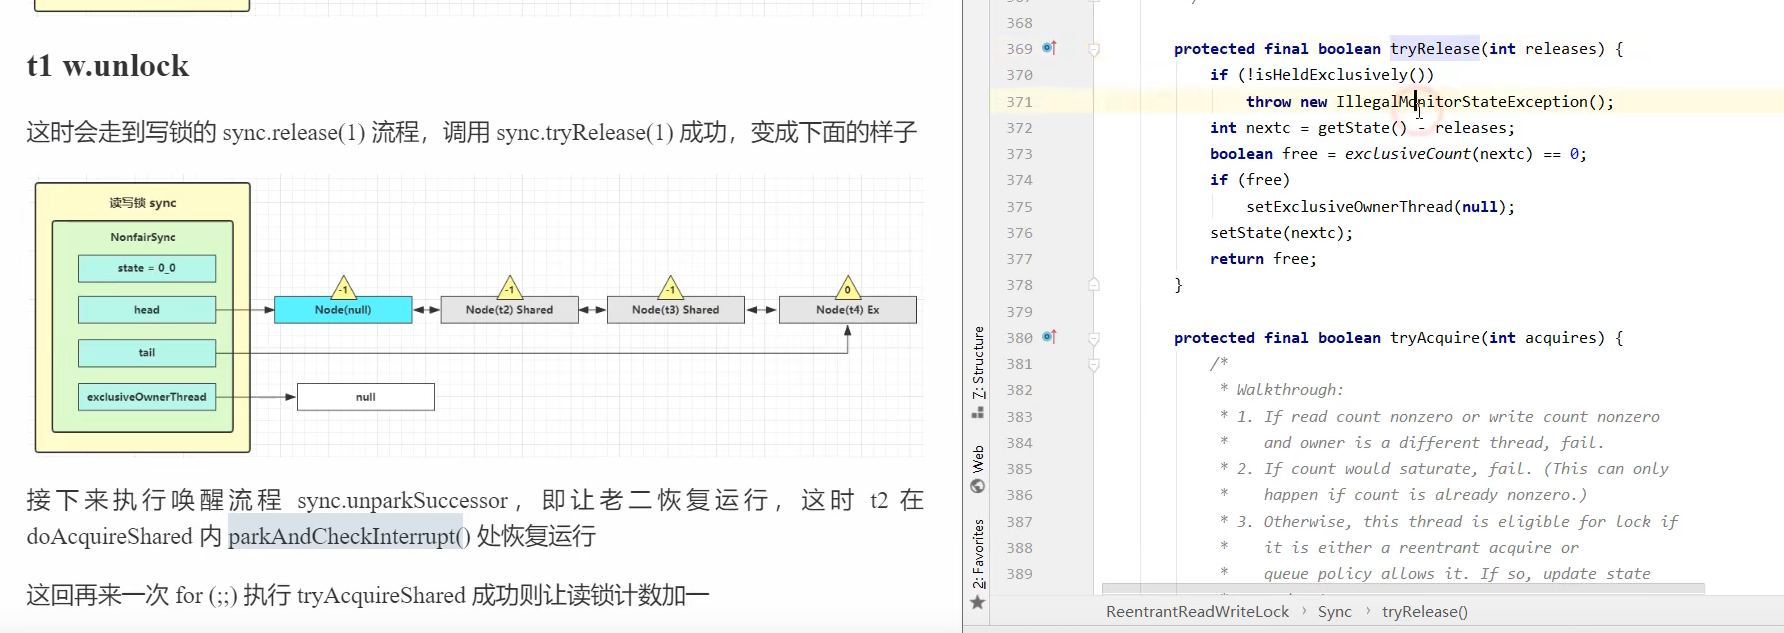 t1 w.unlock
这时会走到写锁的 sync.release(1) 流程，调用 sync.tryRelease(1) 成功，变成下面的样子
读写锁 sync
NonfairSync
state = 0_0
head
tail
exclusiveOwnerThread
-1
Node(null)
-1
Node(t2) Shared
-1
Node(t3) Shared
0
Node(t4) Ex
null
接下来执行唤醒流程 sync.unparkSuccessor，即让老二恢复运行，这时 t2 在
doAcquireShared 内 parkAndCheckInterrupt() 处恢复运行
这回再来一次 for (;;) 执行 tryAcquireShared 成功则让读锁计数加一
7: Structure
Web
2: Favorites
368
369 protected final boolean tryRelease(int releases) {
370 if (!isHeldExclusively())
371 throw new IllegalMonitorStateException();
372 int nextc = getState() - releases;
373 boolean free = exclusiveCount(nextc) == 0;
374 if (free)
375 setExclusiveOwnerThread(null);
376 setState(nextc);
377 return free;
378 }
379
380 protected final boolean tryAcquire(int acquires) {
381 /*
382 * Walkthrough:
383 * 1. If read count nonzero or write count nonzero
384 * and owner is a different thread, fail.
385 * 2. If count would saturate, fail. (This can only
386 * happen if count is already nonzero.)
387 * 3. Otherwise, this thread is eligible for lock if
388 * it is either a reentrant acquire or
389 * queue policy allows it. If so, update state
ReentrantReadWriteLock › Sync › tryRelease()